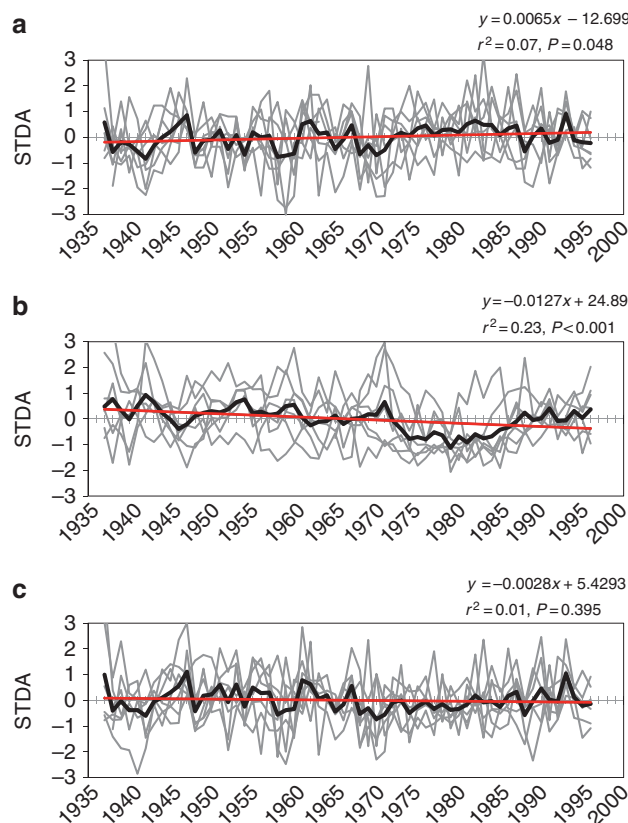 a
y = 0.0065x − 12.699
r² = 0.07, P = 0.048
STDA
3
2
1
0
−1
−2
−3
1935 1940 1945 1950 1955 1960 1965 1970 1975 1980 1985 1990 1995 2000
b
y = −0.0127x + 24.89
r² = 0.23, P < 0.001
STDA
3
2
1
0
−1
−2
−3
1935 1940 1945 1950 1955 1960 1965 1970 1975 1980 1985 1990 1995 2000
c
y = −0.0028x + 5.4293
r² = 0.01, P = 0.395
STDA
3
2
1
0
−1
−2
−3
1935 1940 1945 1950 1955 1960 1965 1970 1975 1980 1985 1990 1995 2000